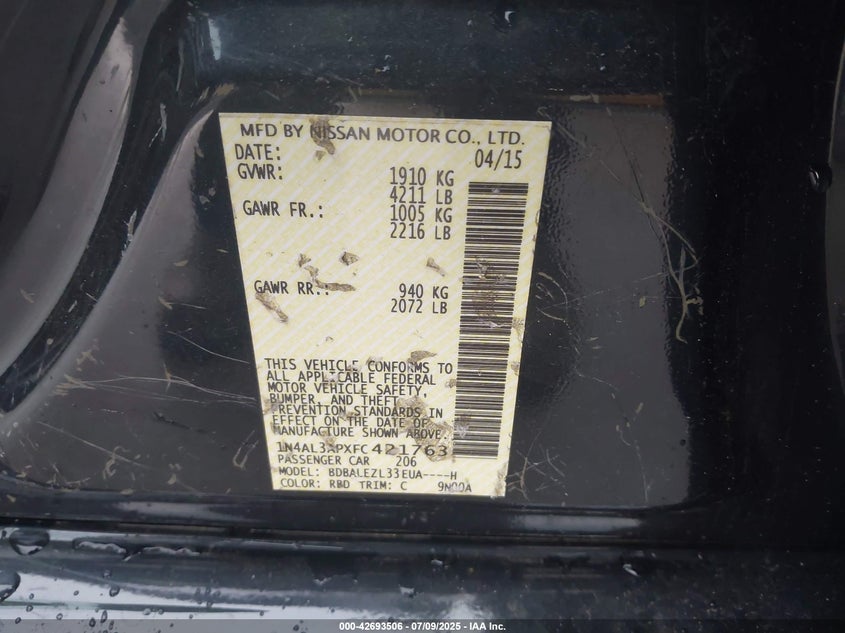 MFD BY NISSAN MOTOR CO., LTD.
DATE: 04/15
GVWR: 1910 KG
4211 LB
GAWR FR.: 1005 KG
2216 LB
GAWR RR.: 940 KG
2072 LB
THIS VEHICLE CONFORMS TO
ALL APPLICABLE FEDERAL
MOTOR VEHICLE SAFETY,
BUMPER, AND THEFT
PREVENTION STANDARDS IN
EFFECT ON THE DATE OF
MANUFACTURE SHOWN ABOVE.
1N4AL3APXFC421763
PASSENGER CAR 206
MODEL: BDBALEZL33EUA----H
COLOR: RBD TRIM: C 9N00A
000-42693506 - 07/09/2025 - IAA Inc.